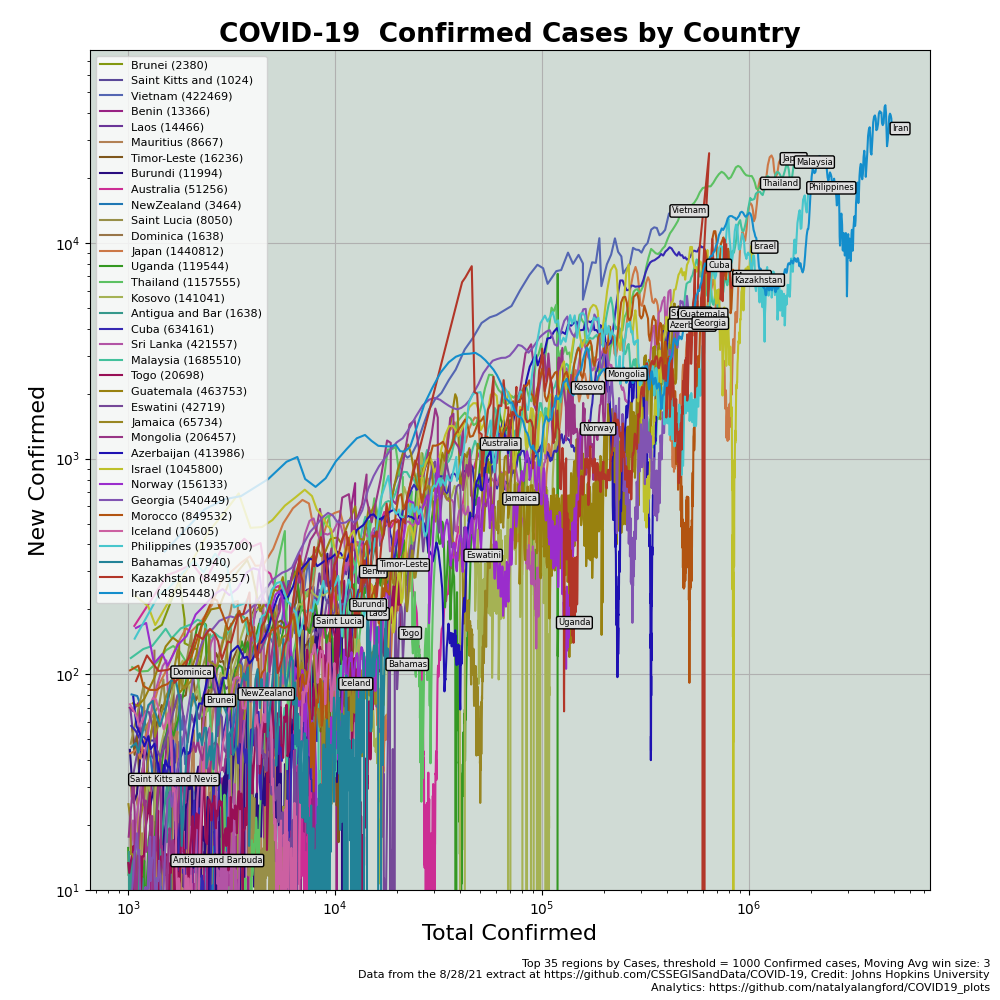 COVID-19  Confirmed Cases by Country
Brunei (2380)
Saint Kitts and (1024)
Vietnam (422469)
Benin (13366)
Laos (14466)
Mauritius (8667)
Timor-Leste (16236)
Burundi (11994)
Australia (51256)
NewZealand (3464)
Saint Lucia (8050)
Dominica (1638)
Japan (1440812)
Uganda (119544)
Thailand (1157555)
Kosovo (141041)
Antigua and Bar (1638)
Cuba (634161)
Sri Lanka (421557)
Malaysia (1685510)
Togo (20698)
Guatemala (463753)
Eswatini (42719)
Jamaica (65734)
Mongolia (206457)
Azerbaijan (413986)
Israel (1045800)
Norway (156133)
Georgia (540449)
Morocco (849532)
Iceland (10605)
Philippines (1935700)
Bahamas (17940)
Kazakhstan (849557)
Iran (4895448)
Iran
Malaysia
Thailand
Philippines
Vietnam
Israel
Cuba
Kazakhstan
Guatemala
Georgia
Mongolia
Kosovo
Norway
Australia
Jamaica
Eswatini
Timor-Leste
Burundi
Saint Lucia
Togo
Uganda
Bahamas
Iceland
Dominica
NewZealand
Brunei
Saint Kitts and Nevis
Antigua and Barbuda
10⁴
10³
10²
10¹
New Confirmed
10³
10⁴
10⁵
10⁶
Total Confirmed
Top 35 regions by Cases, threshold = 1000 Confirmed cases, Moving Avg win size: 3
Data from the 8/28/21 extract at https://github.com/CSSEGISandData/COVID-19, Credit: Johns Hopkins University
Analytics: https://github.com/natalyalangford/COVID19_plots